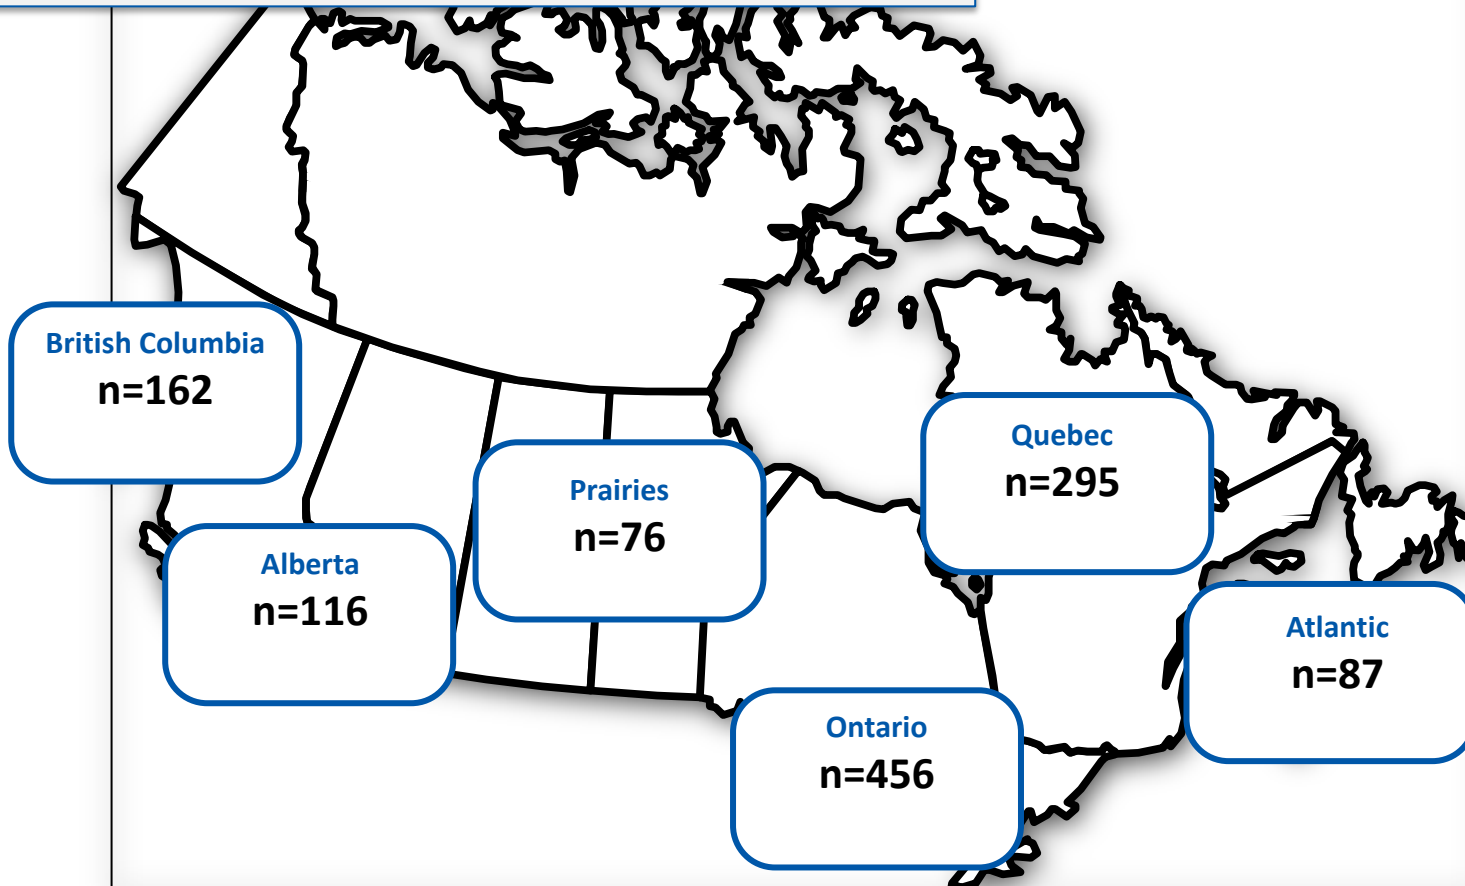 British Columbia
n=162
Alberta
n=116
Prairies
n=76
Quebec
n=295
Ontario
n=456
Atlantic
n=87